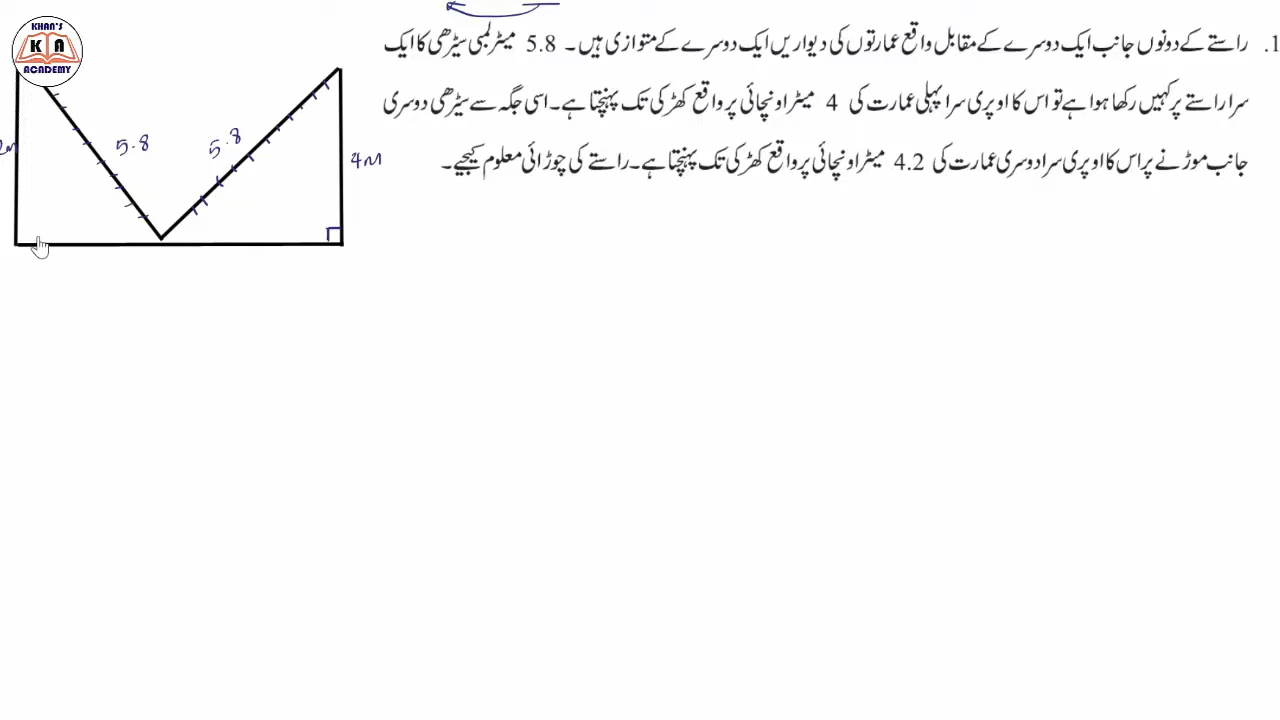 KHAN'S
K A
ACADEMY
1. راستے کے دونوں جانب ایک دوسرے کے مقابل واقع عمارتوں کی دیواریں ایک دوسرے کے متوازی ہیں۔ 5.8 میٹر لمبی سیڑھی کا ایک
سرا راستے پر کہیں رکھا ہوا ہے تو اس کا اوپری سرا پہلی عمارت کی 4 میٹر اونچائی پر واقع کھڑکی تک پہنچتا ہے۔ اسی جگہ سے سیڑھی دوسری
جانب موڑنے پر اس کا اوپری سرا دوسری عمارت کی 4.2 میٹر اونچائی پر واقع کھڑکی تک پہنچتا ہے۔ راستے کی چوڑائی معلوم کیجیے۔
5.8
5.8
4m